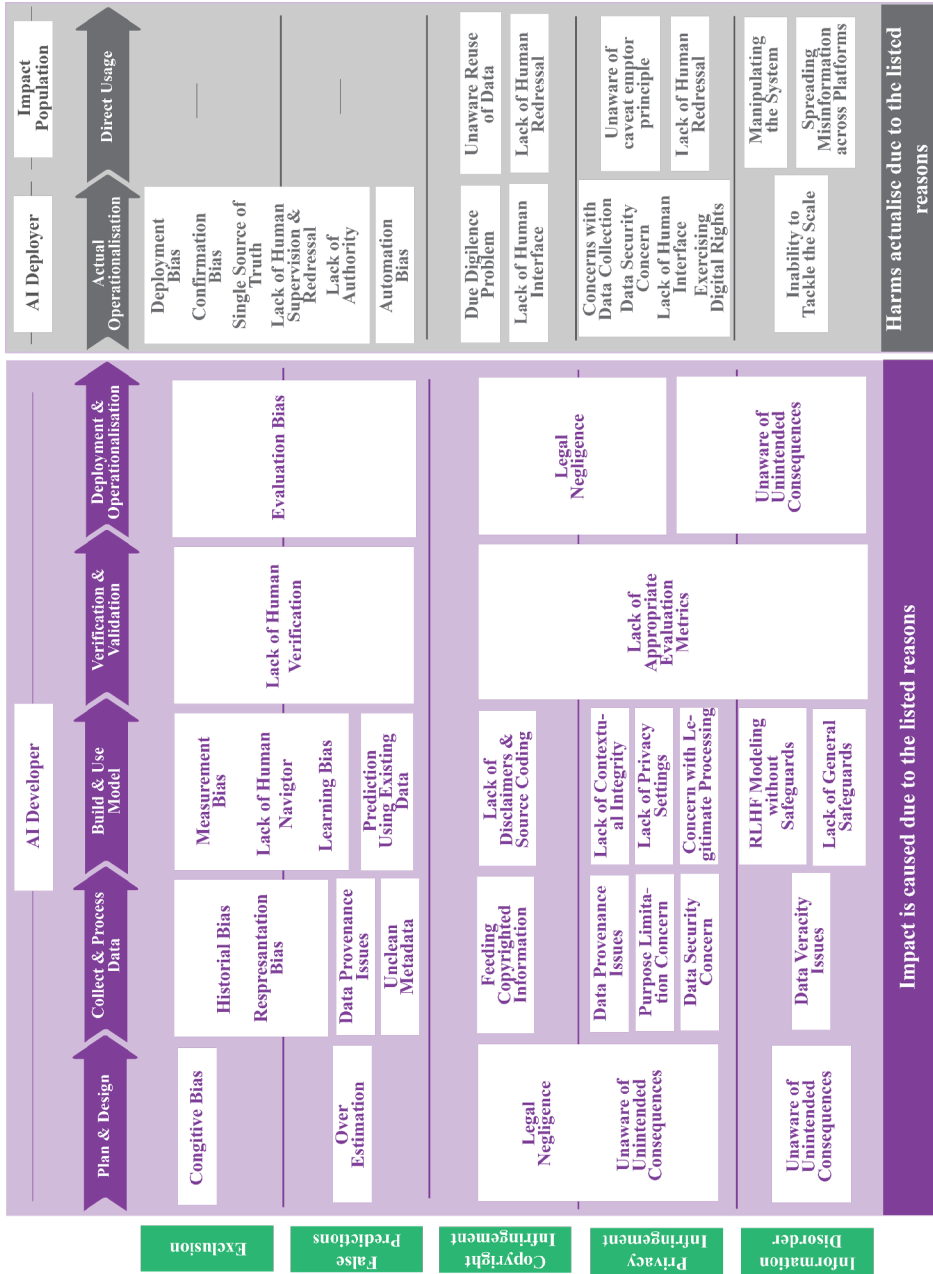 AI Developer
AI Deployer
Impact
Population
Plan & Design
Collect & Process
Data
Build & Use
Model
Verification &
Validation
Deployment &
Operationalisation
Actual
Operationalisation
Direct Usage
Exclusion
Congitive Bias
Historial Bias
Respresantation
Bias
Measurement
Bias
Lack of Human
Navigtor
Learning Bias
Lack of Human
Verification
Evaluation Bias
Deployment
Bias
Confirmation
Bias
Single Source of
Truth
Lack of Human
Supervision &
Redressal
Lack of
Authority
False
Predictions
Over
Estimation
Data Provenance
Issues
Unclean
Metadata
Prediction
Using Existing
Data
Automation
Bias
Copyright
Infringement
Legal
Negligence
Feeding
Copyrighted
Information
Lack of
Disclaimers &
Source Coding
Lack of
Appropriate
Evaluation
Metrics
Legal
Negligence
Due Digilence
Problem
Lack of Human
Interface
Unaware Reuse
of Data
Lack of Human
Redressal
Privacy
Infringement
Unaware of
Unintended
Consequences
Data Provenance
Issues
Purpose Limita-
tion Concern
Data Security
Concern
Lack of Contextu-
al Integrity
Lack of Privacy
Settings
Concern with Le-
gitimate Processing
Concerns with
Data Collection
Data Security
Concern
Lack of Human
Interface
Exercising
Digital Rights
Unaware of
caveat emptor
principle
Lack of Human
Redressal
Information
Disorder
Unaware of
Unintended
Consequences
Data Veracity
Issues
RLHF Modeling
without
Safeguards
Lack of General
Safeguards
Unaware of
Unintended
Consequences
Inability to
Tackle the Scale
Manipulating
the System
Spreading
Misinformation
across Platforms
Impact is caused due to the listed reasons
Harms actualise due to the listed
reasons